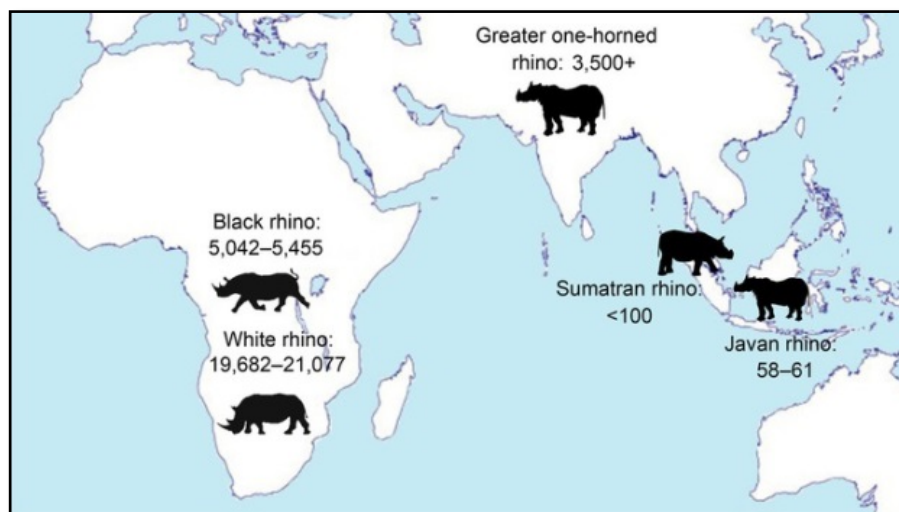 Greater one-horned
rhino: 3,500+
Black rhino:
5,042–5,455
Sumatran rhino:
<100
White rhino:
19,682–21,077
Javan rhino:
58–61